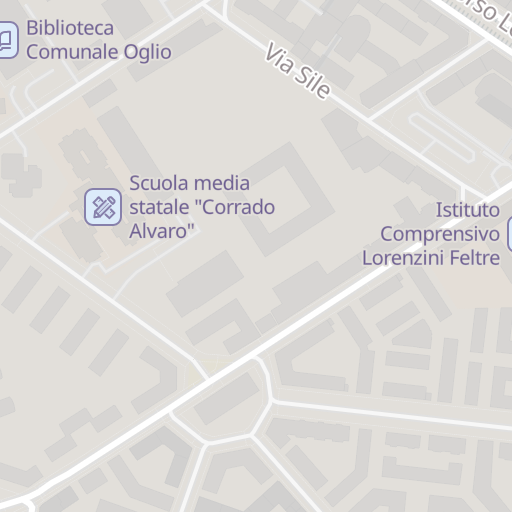 Biblioteca
Comunale Oglio
Via Sile
Scuola media
statale "Corrado
Alvaro"
Istituto
Comprensivo
Lorenzini Feltre